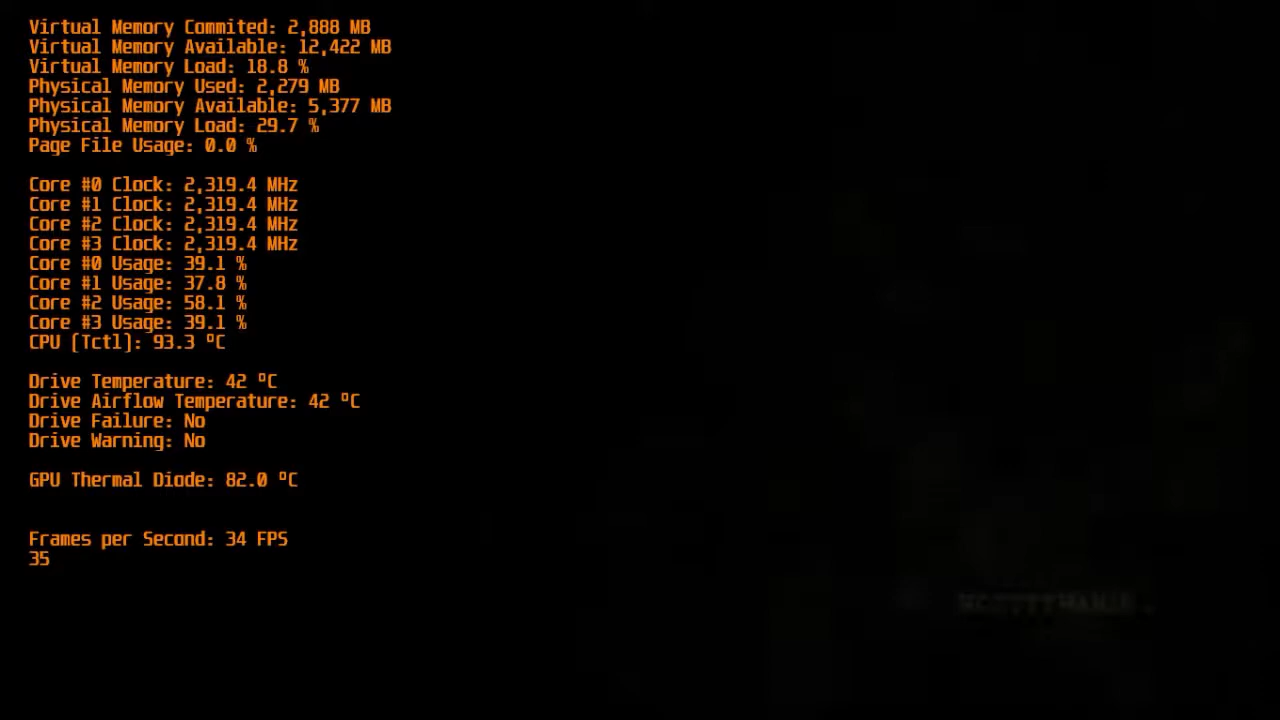 Virtual Memory Commited: 2,888 MB
Virtual Memory Available: 12,422 MB
Virtual Memory Load: 18.8 %
Physical Memory Used: 2,279 MB
Physical Memory Available: 5,377 MB
Physical Memory Load: 29.7 %
Page File Usage: 0.0 %
Core #0 Clock: 2,319.4 MHz
Core #1 Clock: 2,319.4 MHz
Core #2 Clock: 2,319.4 MHz
Core #3 Clock: 2,319.4 MHz
Core #0 Usage: 39.1 %
Core #1 Usage: 37.8 %
Core #2 Usage: 58.1 %
Core #3 Usage: 39.1 %
CPU (Tctl): 93.3 ºC
Drive Temperature: 42 ºC
Drive Airflow Temperature: 42 ºC
Drive Failure: No
Drive Warning: No
GPU Thermal Diode: 82.0 ºC
Frames per Second: 34 FPS
35